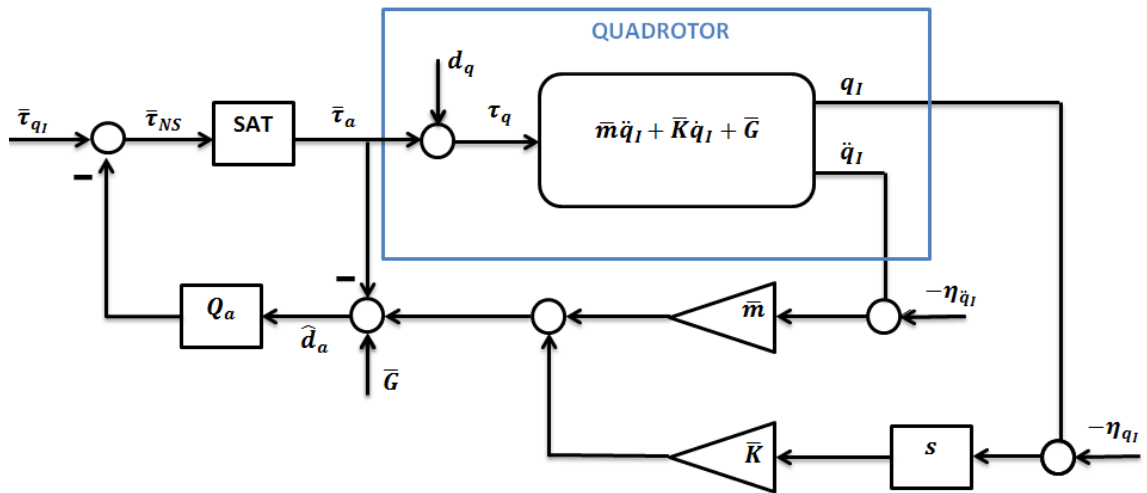 QUADROTOR
d_q
q_I
τ̄_{q_I}
τ̄_{NS}
SAT
τ̄_a
τ_q
m̄q̈_I + K̄q̇_I + Ḡ
q̈_I
−
−
Q_a
d̂_a
Ḡ
m̄
−η_{q̈_I}
K̄
s
−η_{q_I}